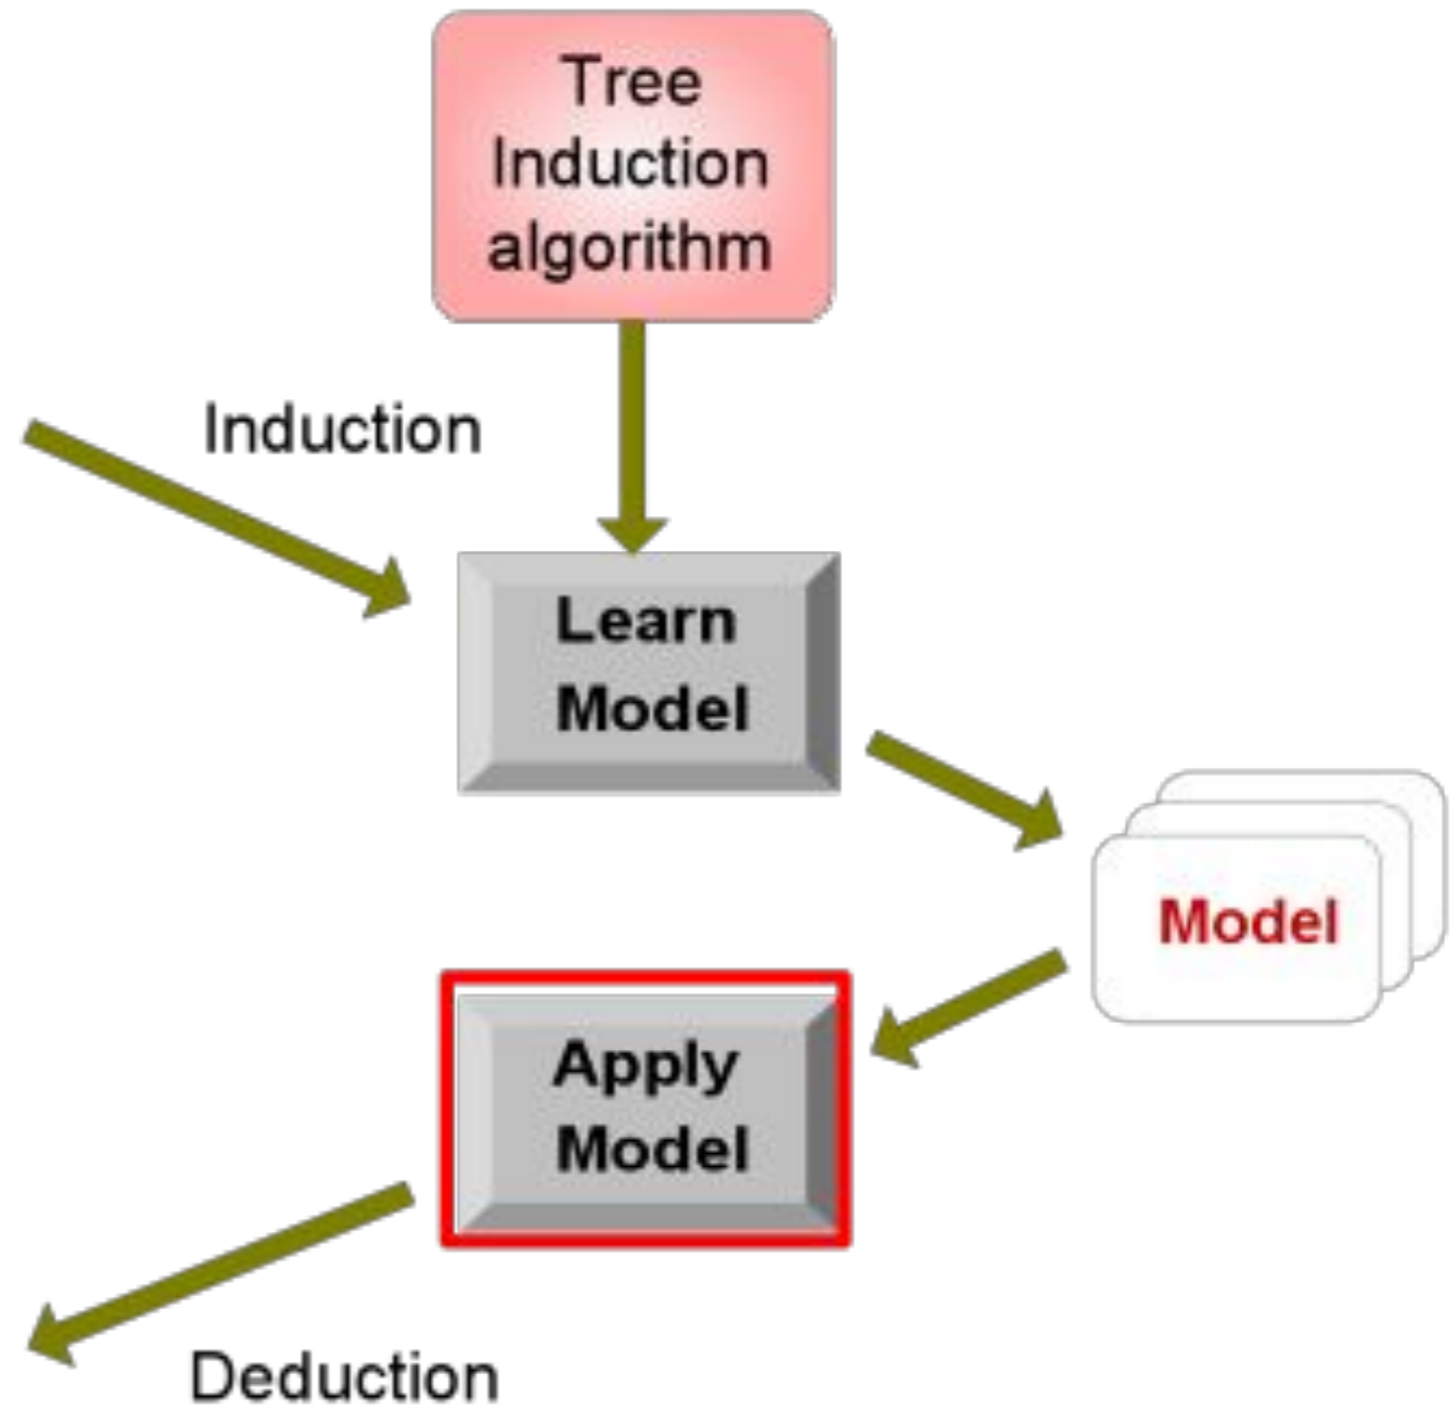 Tree
Induction
algorithm
Induction
Learn
Model
Model
Apply
Model
Deduction